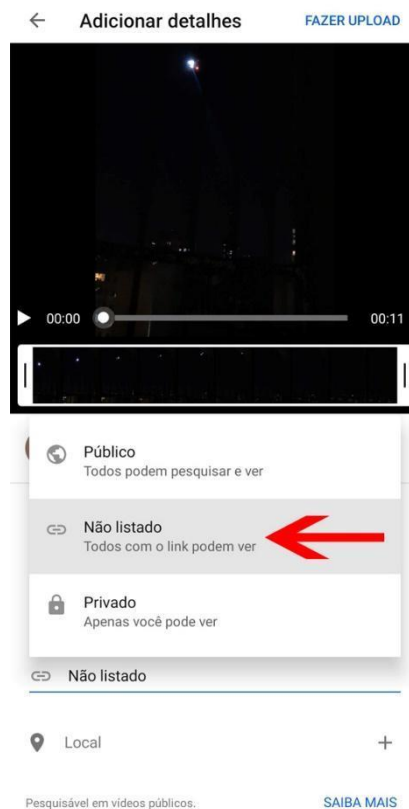 Adicionar detalhes
FAZER UPLOAD
00:00
00:11
Público
Todos podem pesquisar e ver
Não listado
Todos com o link podem ver
Privado
Apenas você pode ver
Não listado
Local
Pesquisável em vídeos públicos.
SAIBA MAIS